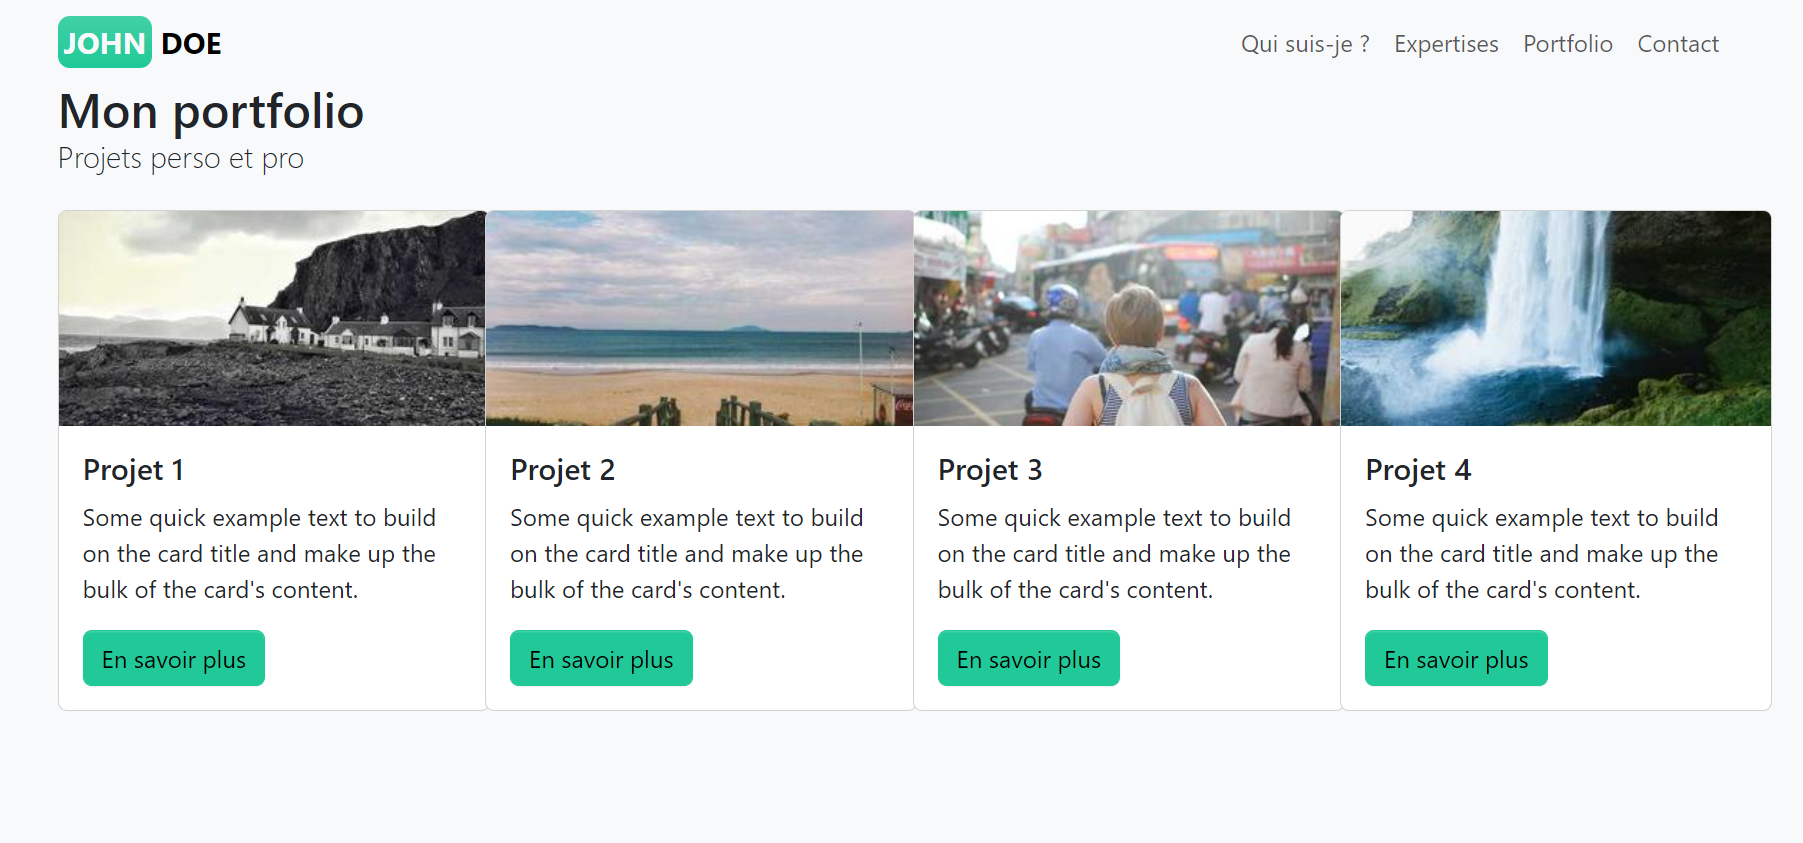 JOHN DOE
Qui suis-je ? Expertises Portfolio Contact
Mon portfolio
Projets perso et pro
Projet 1
Some quick example text to build
on the card title and make up the
bulk of the card's content.
En savoir plus
Projet 2
Some quick example text to build
on the card title and make up the
bulk of the card's content.
En savoir plus
Projet 3
Some quick example text to build
on the card title and make up the
bulk of the card's content.
En savoir plus
Projet 4
Some quick example text to build
on the card title and make up the
bulk of the card's content.
En savoir plus